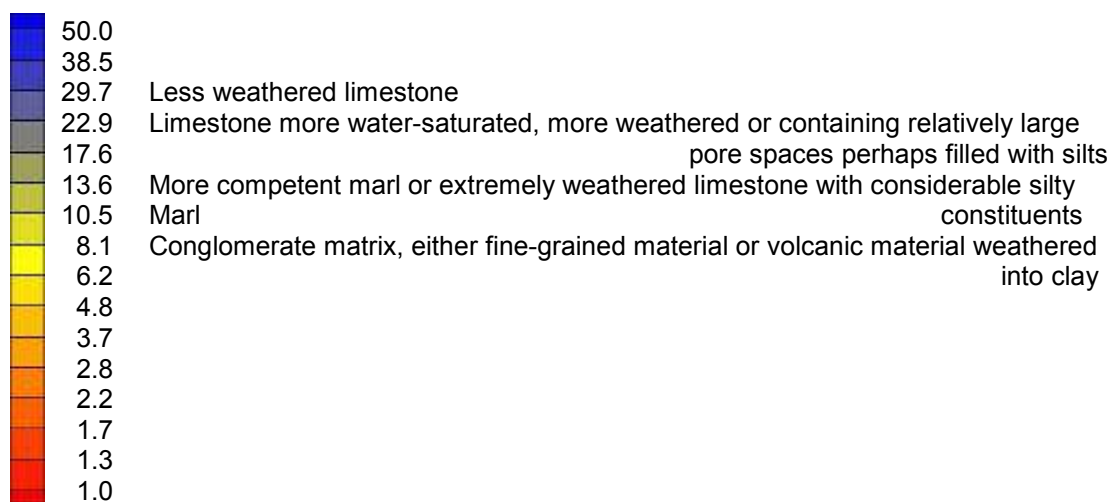 50.0
38.5
29.7 Less weathered limestone
22.9 Limestone more water-saturated, more weathered or containing relatively large
17.6 pore spaces perhaps filled with silts
13.6 More competent marl or extremely weathered limestone with considerable silty
10.5 Marl constituents
8.1 Conglomerate matrix, either fine-grained material or volcanic material weathered
6.2 into clay
4.8
3.7
2.8
2.2
1.7
1.3
1.0